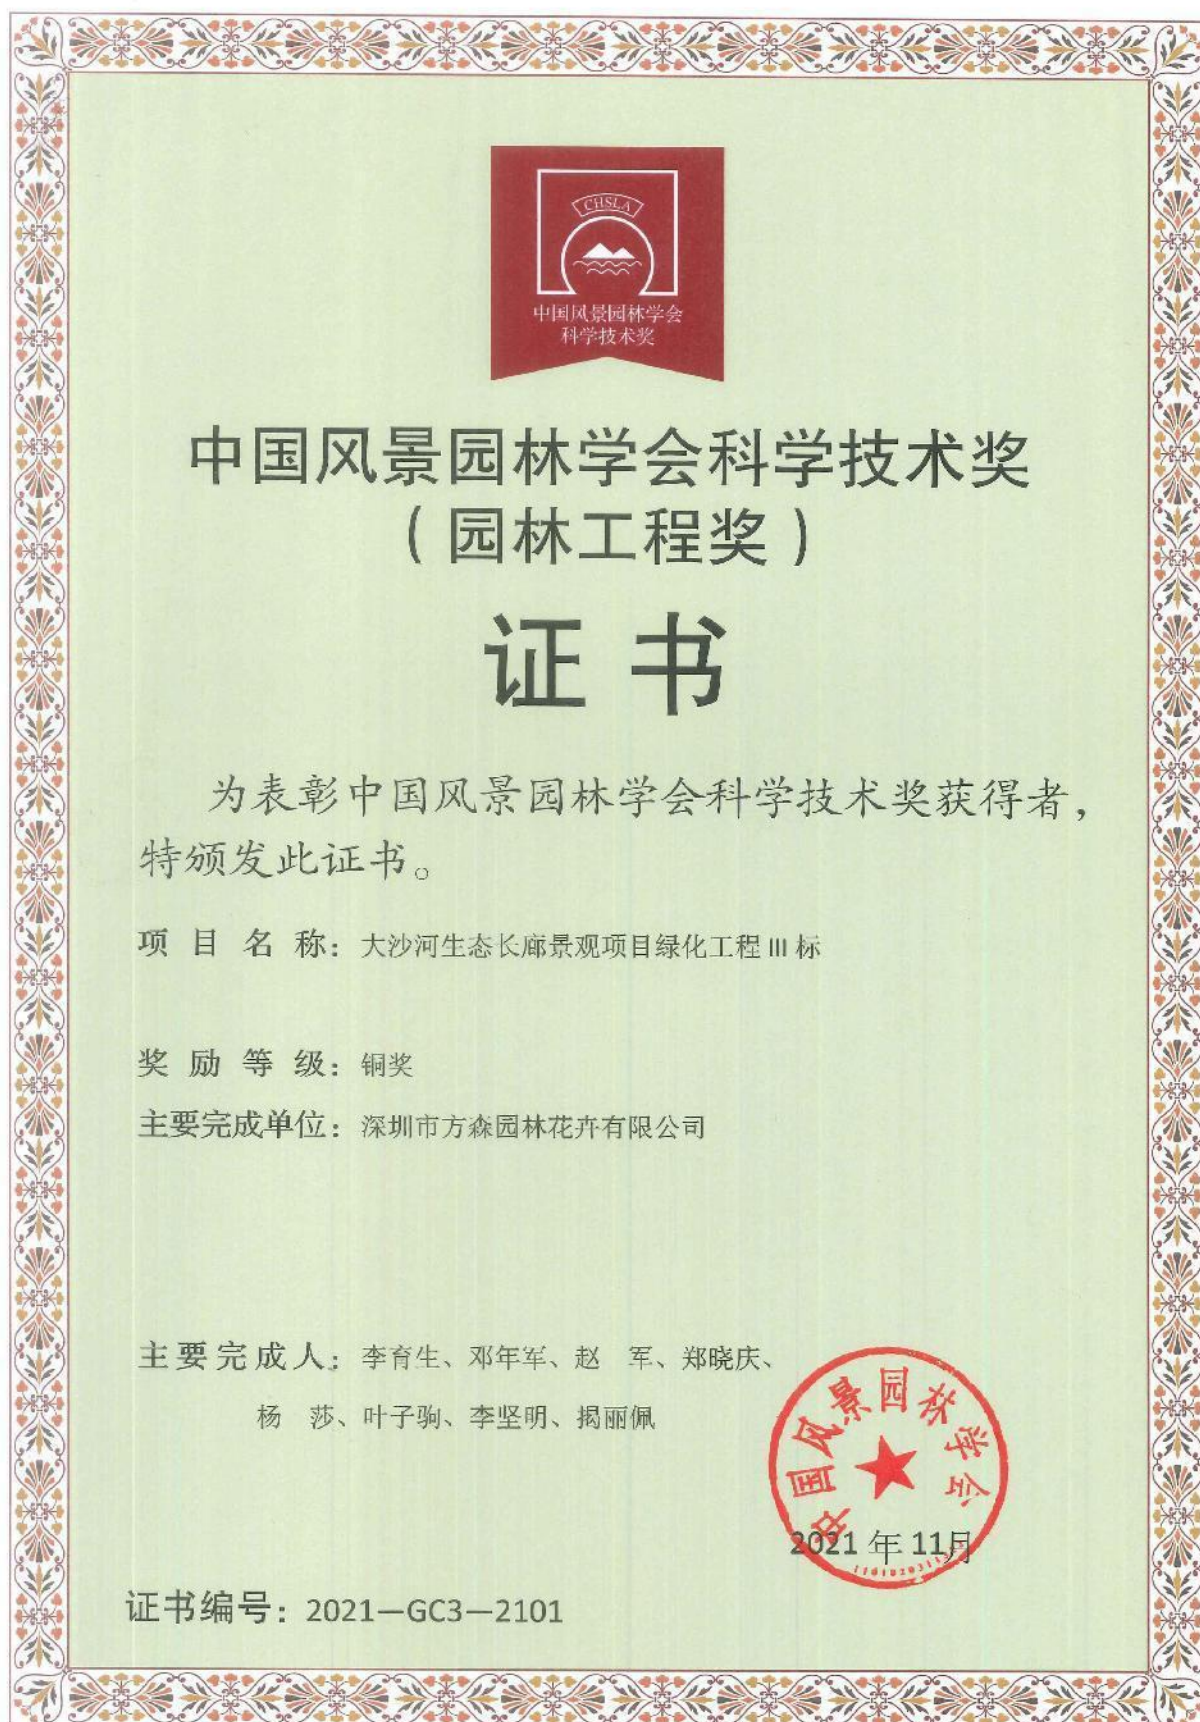 CHSLA
中国风景园林学会
科学技术奖
中国风景园林学会科学技术奖
（园林工程奖）
证书
为表彰中国风景园林学会科学技术奖获得者，
特颁发此证书。
项目名称：大沙河生态长廊景观项目绿化工程 III 标
奖励等级：铜奖
主要完成单位：深圳市方森园林花卉有限公司
主要完成人：李育生、邓年军、赵　军、郑晓庆、
杨　莎、叶子驹、李坚明、揭丽佩
中国风景园林学会
2021 年 11月
证书编号：2021—GC3—2101